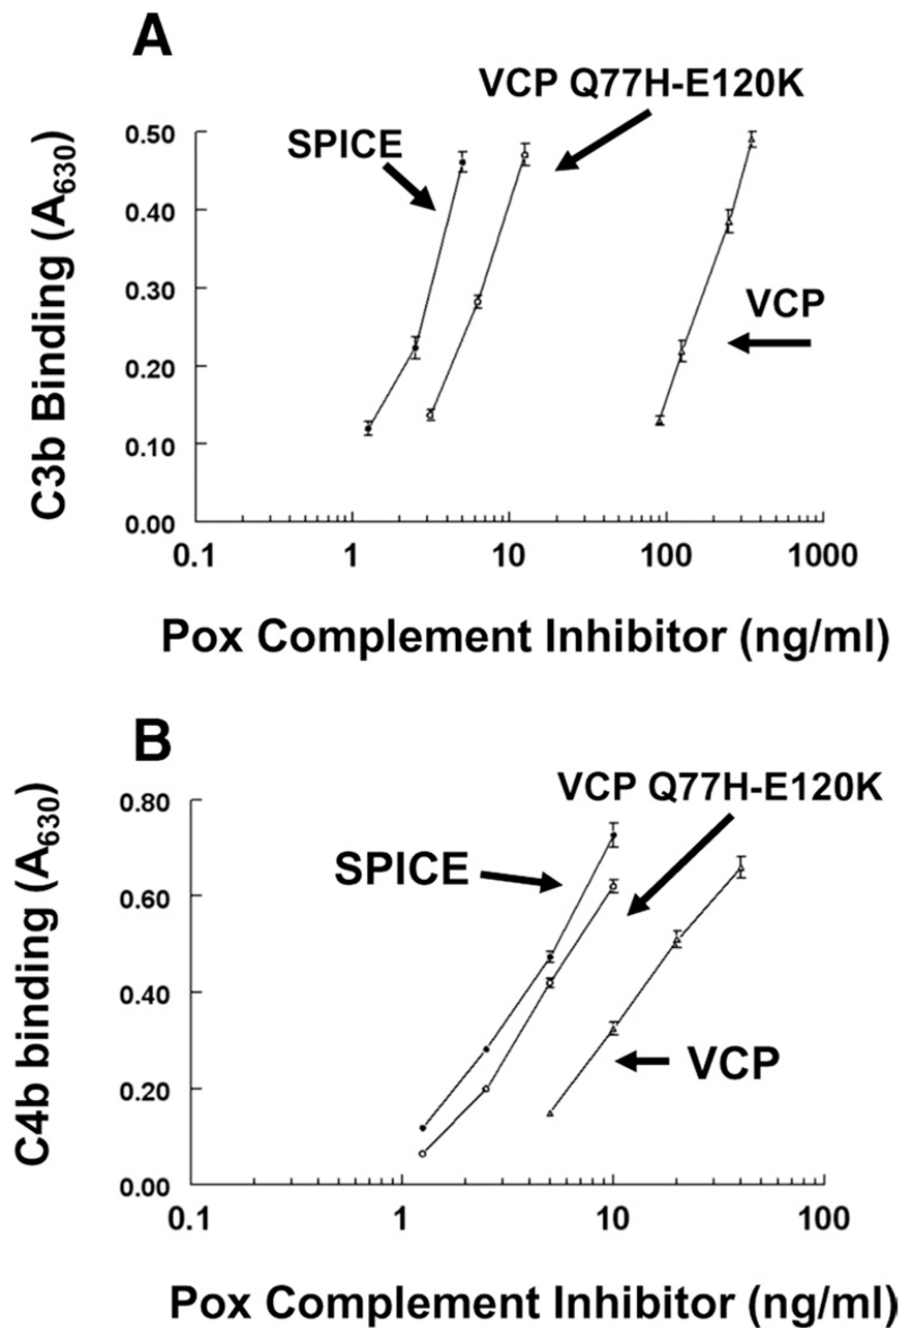 A
VCP Q77H-E120K
SPICE
0.50
0.40
0.30
0.20
0.10
0.00
C3b Binding (A630)
VCP
0.1 1 10 100 1000
Pox Complement Inhibitor (ng/ml)
B
VCP Q77H-E120K
SPICE
0.80
0.60
0.40
0.20
0.00
C4b binding (A630)
VCP
0.1 1 10 100
Pox Complement Inhibitor (ng/ml)